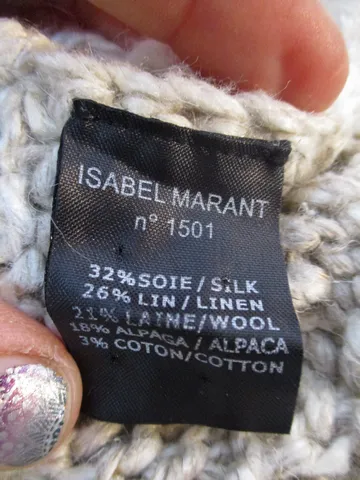 ISABEL MARANT
n° 1501
32% SOIE / SILK
26% LIN / LINEN
21% LAINE / WOOL
18% ALPAGA / ALPACA
3% COTON / COTTON